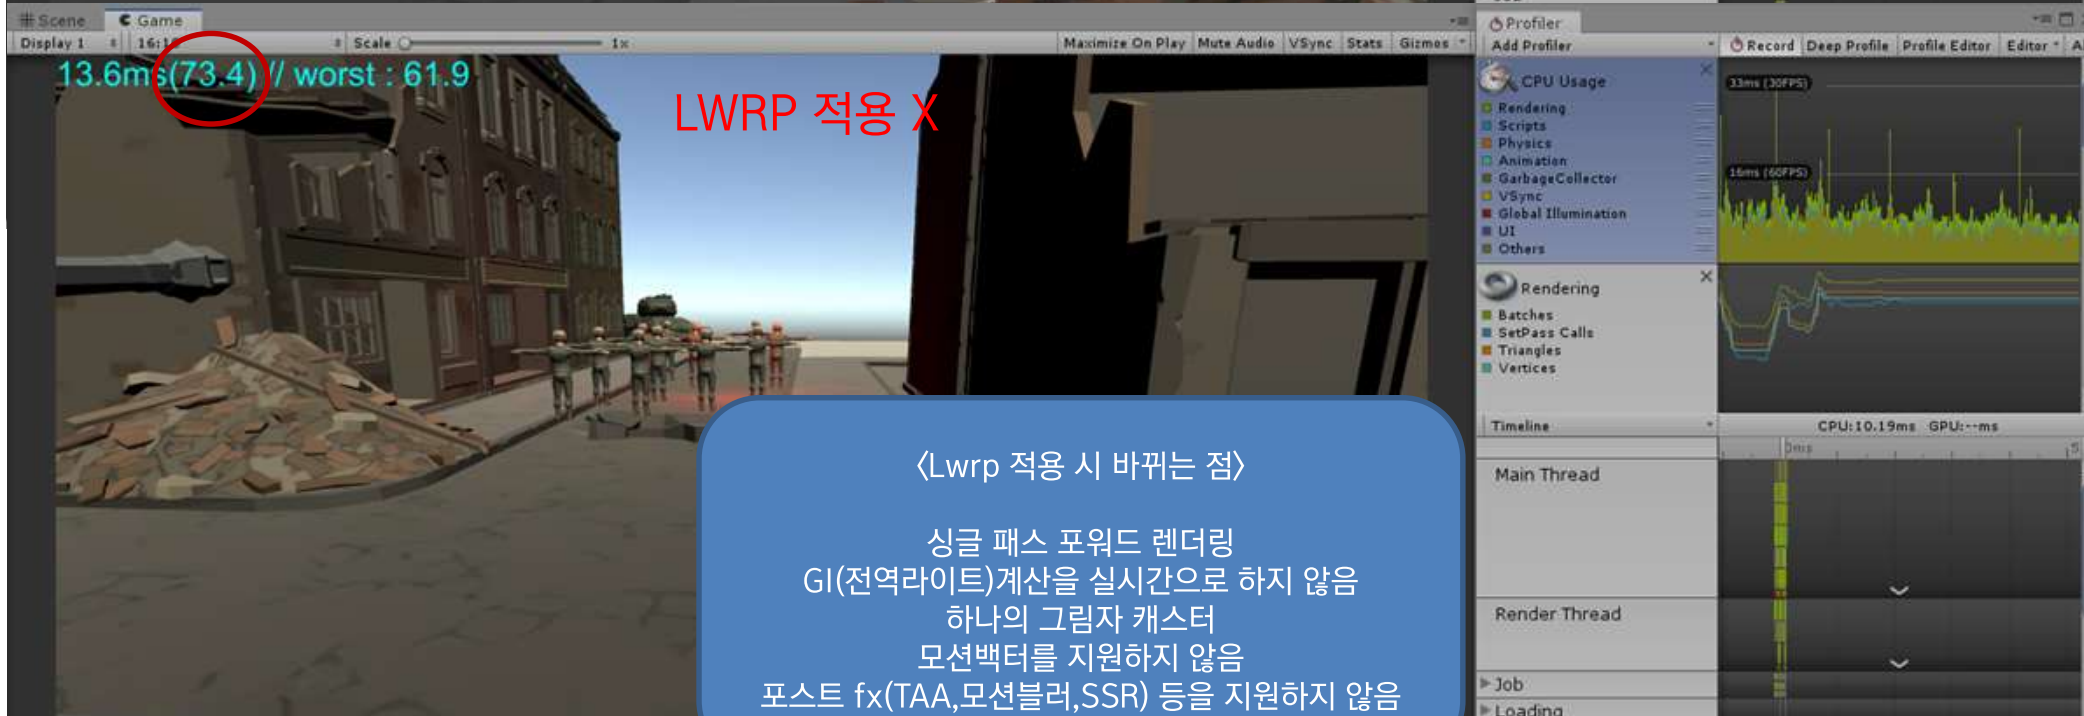 Scene
Game
Display 1
Scale
1x
Maximize On Play
Mute Audio
VSync
Stats
Gizmos
13.6ms(73.4) // worst : 61.9
LWRP 적용 X
〈Lwrp 적용 시 바뀌는 점〉
싱글 패스 포워드 렌더링
GI(전역라이트)계산을 실시간으로 하지 않음
하나의 그림자 캐스터
모션백터를 지원하지 않음
포스트 fx(TAA,모션블러,SSR) 등을 지원하지 않음
Profiler
Add Profiler
Record
Deep Profile
Profile Editor
Editor
CPU Usage
Rendering
Scripts
Physics
Animation
GarbageCollector
VSync
Global Illumination
UI
Others
33ms (30FPS)
16ms (60FPS)
Rendering
Batches
SetPass Calls
Triangles
Vertices
Timeline
CPU:10.19ms GPU:--ms
0ms
Main Thread
Render Thread
Job
Loading